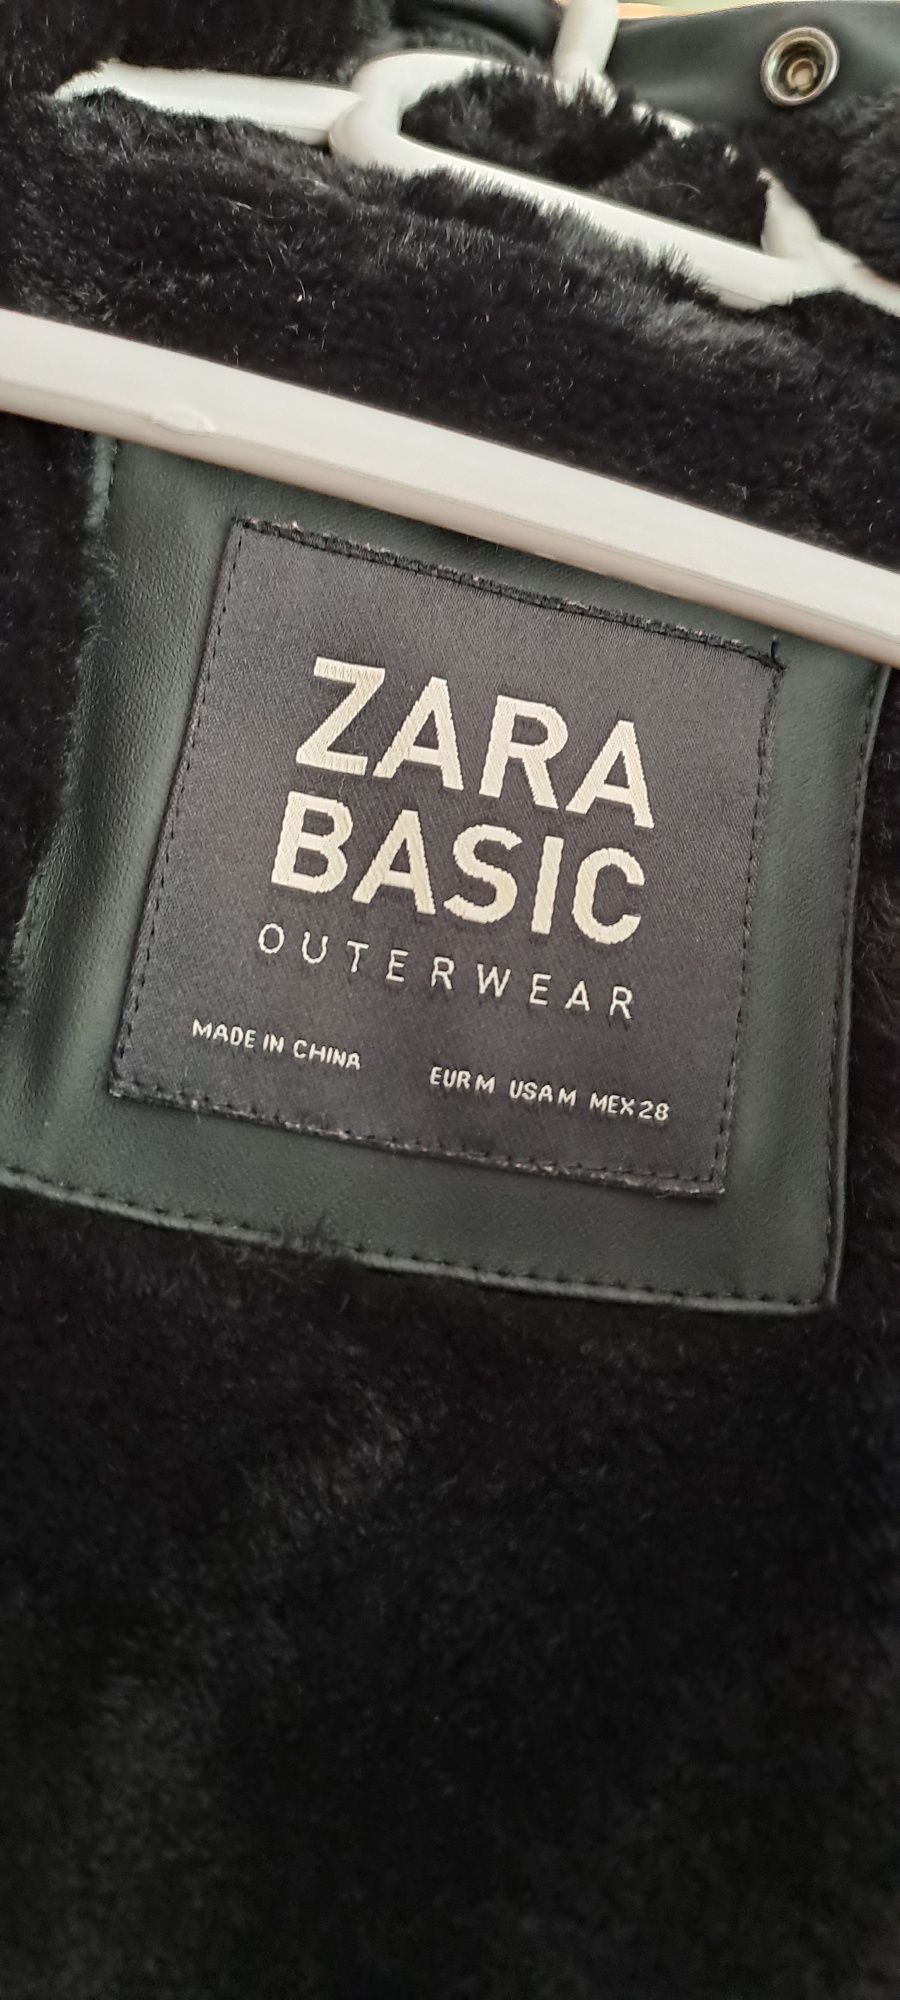 ZARA
BASIC
OUTERWEAR
MADE IN CHINA EUR M USA M MEX 28